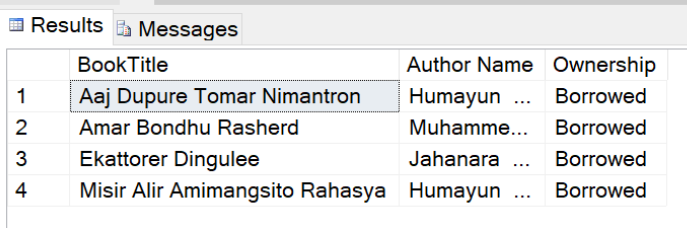 Results Messages
BookTitle Author Name Ownership
1 Aaj Dupure Tomar Nimantron Humayun ... Borrowed
2 Amar Bondhu Rasherd Muhamme... Borrowed
3 Ekattorer Dingulee Jahanara ... Borrowed
4 Misir Alir Amimangsito Rahasya Humayun ... Borrowed